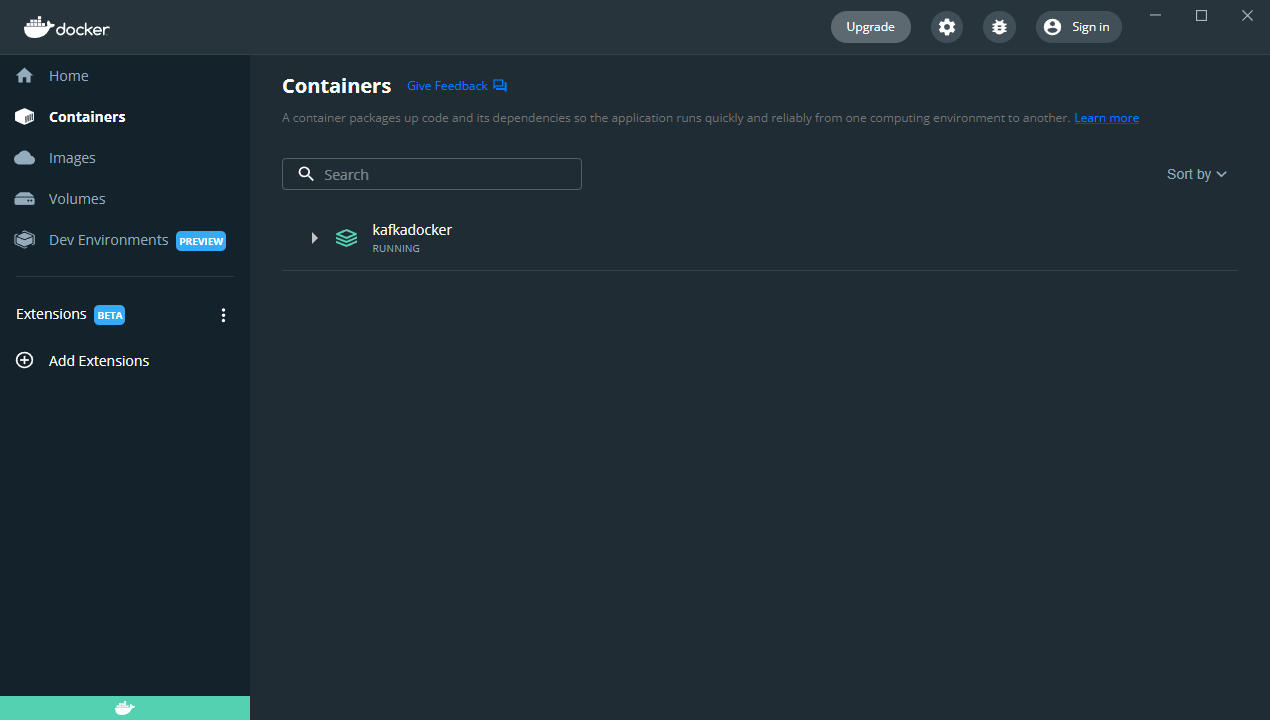 docker
Upgrade
Sign in
Home
Containers
Images
Volumes
Dev Environments PREVIEW
Extensions BETA
Add Extensions
Containers Give Feedback
A container packages up code and its dependencies so the application runs quickly and reliably from one computing environment to another. Learn more
Search
Sort by
kafkadocker
RUNNING